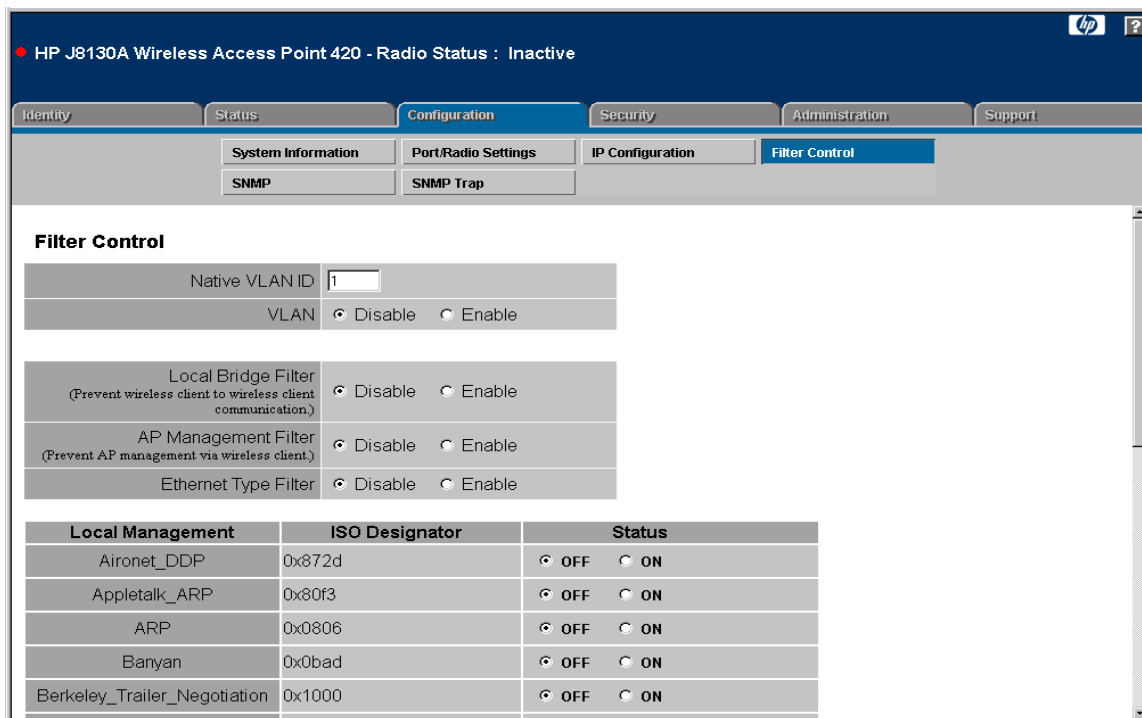 hp ?
HP J8130A Wireless Access Point 420 - Radio Status : Inactive
Identity Status Configuration Security Administration Support
System Information Port/Radio Settings IP Configuration Filter Control
SNMP SNMP Trap
Filter Control
Native VLAN ID 1
VLAN Disable Enable
Local Bridge Filter
(Prevent wireless client to wireless client
communication.)
Disable Enable
AP Management Filter
(Prevent AP management via wireless client.)
Disable Enable
Ethernet Type Filter Disable Enable
Local Management ISO Designator Status
Aironet_DDP 0x872d OFF ON
Appletalk_ARP 0x80f3 OFF ON
ARP 0x0806 OFF ON
Banyan 0x0bad OFF ON
Berkeley_Trailer_Negotiation 0x1000 OFF ON